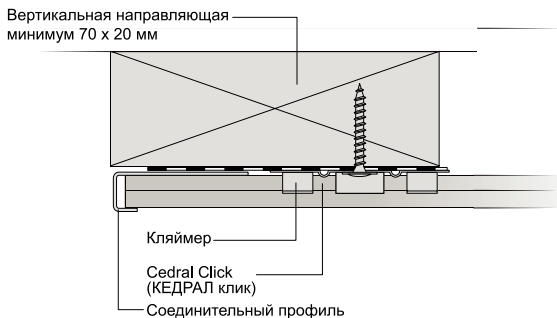 Вертикальная направляющая
минимум 70 x 20 мм
Кляймер
Cedral Click
(КЕДРАЛ клик)
Соединительный профиль